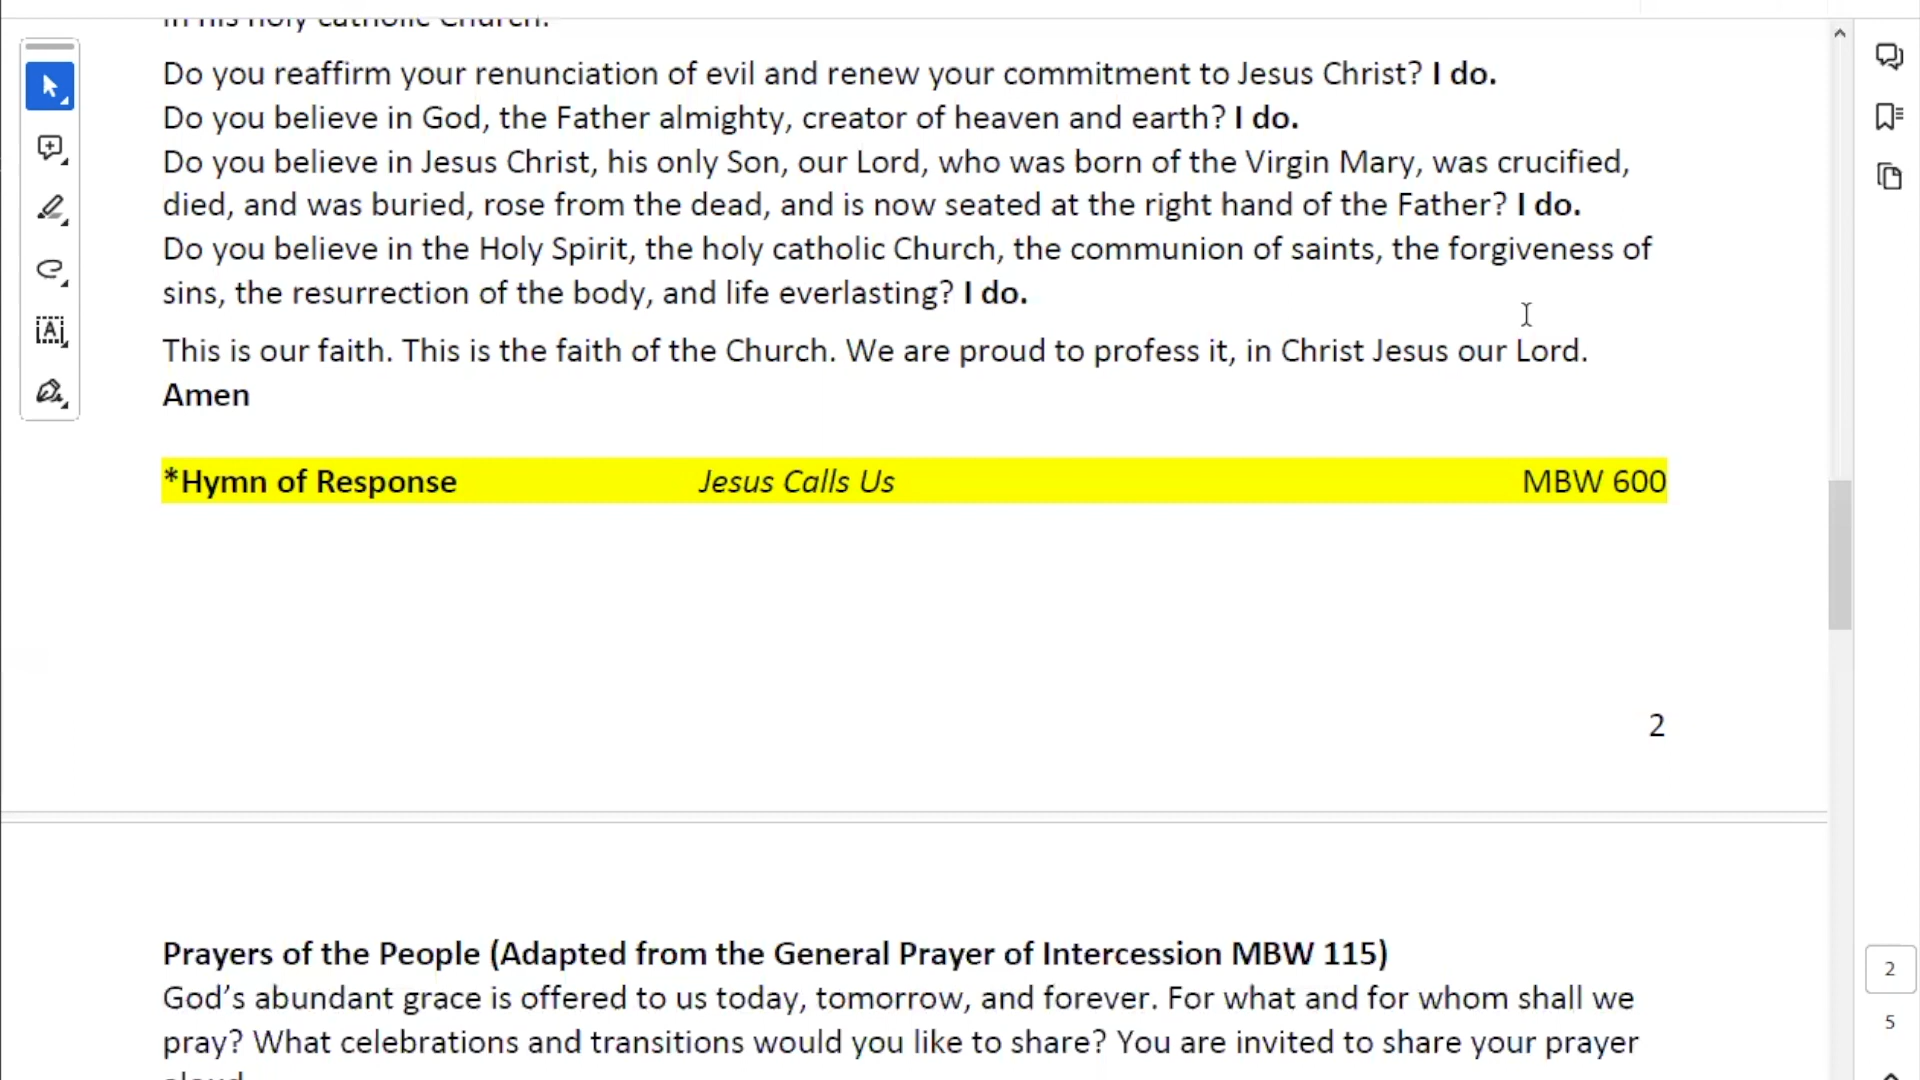 in his holy catholic Church.
Do you reaffirm your renunciation of evil and renew your commitment to Jesus Christ? I do.
Do you believe in God, the Father almighty, creator of heaven and earth? I do.
Do you believe in Jesus Christ, his only Son, our Lord, who was born of the Virgin Mary, was crucified,
died, and was buried, rose from the dead, and is now seated at the right hand of the Father? I do.
Do you believe in the Holy Spirit, the holy catholic Church, the communion of saints, the forgiveness of
sins, the resurrection of the body, and life everlasting? I do.
This is our faith. This is the faith of the Church. We are proud to profess it, in Christ Jesus our Lord.
Amen
*Hymn of Response Jesus Calls Us MBW 600
2
Prayers of the People (Adapted from the General Prayer of Intercession MBW 115)
God’s abundant grace is offered to us today, tomorrow, and forever. For what and for whom shall we
pray? What celebrations and transitions would you like to share? You are invited to share your prayer
aloud
2
5